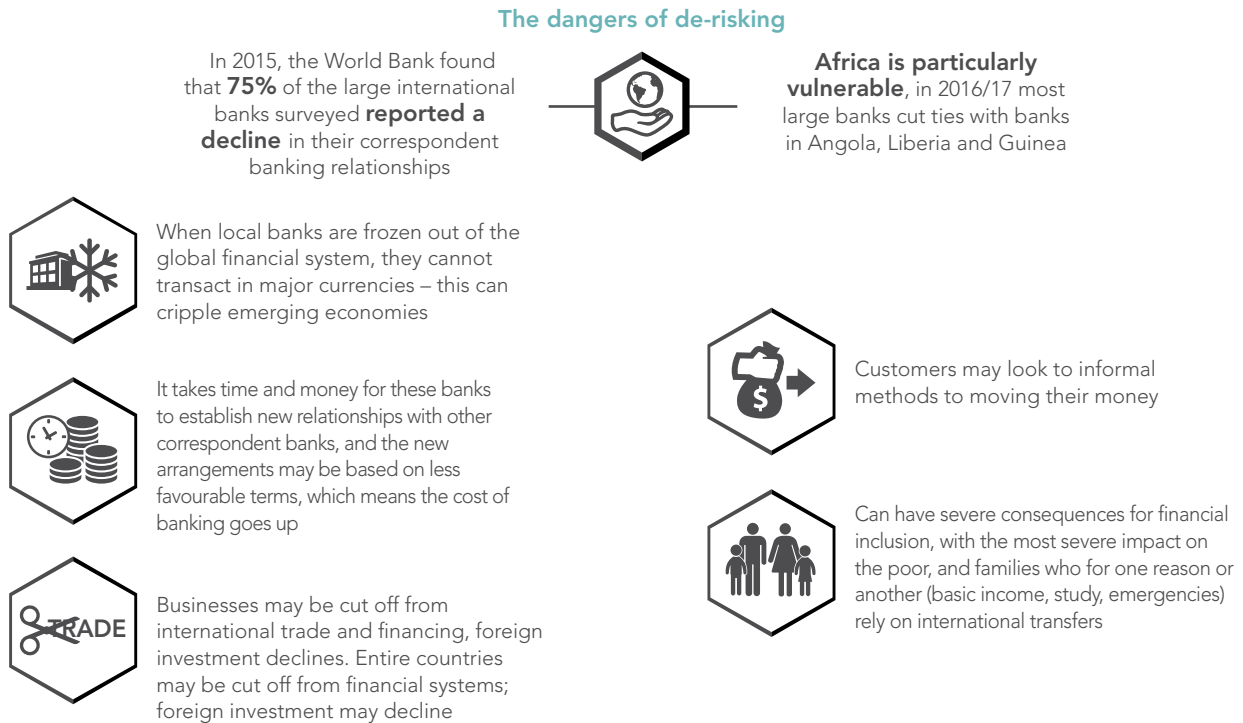 The dangers of de-risking
In 2015, the World Bank found
that 75% of the large international
banks surveyed reported a
decline in their correspondent
banking relationships
Africa is particularly
vulnerable, in 2016/17 most
large banks cut ties with banks
in Angola, Liberia and Guinea
When local banks are frozen out of the
global financial system, they cannot
transact in major currencies – this can
cripple emerging economies
It takes time and money for these banks
to establish new relationships with other
correspondent banks, and the new
arrangements may be based on less
favourable terms, which means the cost of
banking goes up
TRADE
Businesses may be cut off from
international trade and financing, foreign
investment declines. Entire countries
may be cut off from financial systems;
foreign investment may decline
$
Customers may look to informal
methods to moving their money
Can have severe consequences for financial
inclusion, with the most severe impact on
the poor, and families who for one reason or
another (basic income, study, emergencies)
rely on international transfers